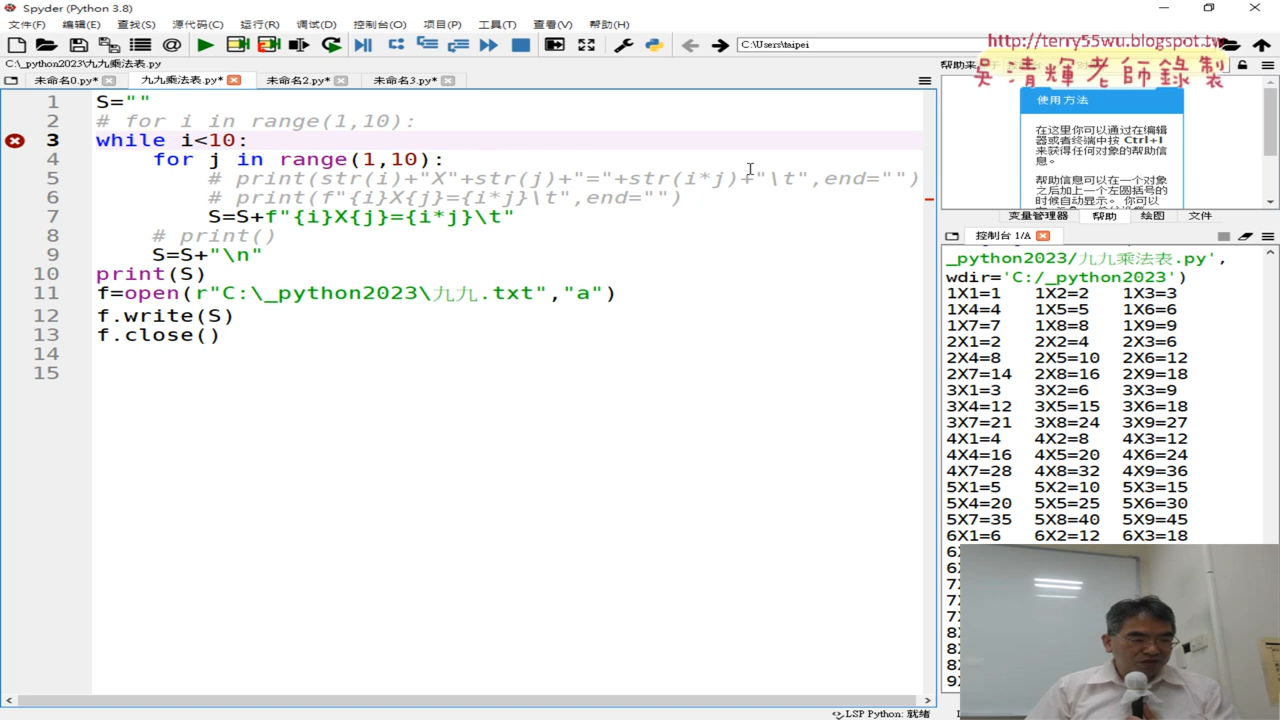 Spyder (Python 3.8)
文件(F) 编辑(E) 查找(S) 源代码(C) 运行(R) 调试(D) 控制台(O) 项目(P) 工具(T) 查看(V) 帮助(H)
C:\Users\taipei
http://terry55wu.blogspot.tw
吳清輝老師錄製
C:\_python2023\九九乘法表.py
未命名0.py* 九九乘法表.py* 未命名2.py* 未命名3.py*
1 S=""
2 # for i in range(1,10):
3 while i<10:
4 for j in range(1,10):
5 # print(str(i)+"X"+str(j)+"="+str(i*j)+"\t",end="")
6 # print(f"{i}X{j}={i*j}\t",end="")
7 S=S+f"{i}X{j}={i*j}\t"
8 # print()
9 S=S+"\n"
10 print(S)
11 f=open(r"C:\_python2023\九九.txt","a")
12 f.write(S)
13 f.close()
14
15
使用方法
在这里你可以通过在编辑
器或者终端中按 Ctrl+I
来获得任何对象的帮助信
息。
帮助信息可以在一个对象
之后加上一个左圆括号的
时候自动显示。 你可以
变量管理器 帮助 绘图 文件
控制台 1/A
_python2023/九九乘法表.py',
wdir='C:/_python2023')
1X1=1 1X2=2 1X3=3
1X4=4 1X5=5 1X6=6
1X7=7 1X8=8 1X9=9
2X1=2 2X2=4 2X3=6
2X4=8 2X5=10 2X6=12
2X7=14 2X8=16 2X9=18
3X1=3 3X2=6 3X3=9
3X4=12 3X5=15 3X6=18
3X7=21 3X8=24 3X9=27
4X1=4 4X2=8 4X3=12
4X4=16 4X5=20 4X6=24
4X7=28 4X8=32 4X9=36
5X1=5 5X2=10 5X3=15
5X4=20 5X5=25 5X6=30
5X7=35 5X8=40 5X9=45
6X1=6 6X2=12 6X3=18
LSP Python: 就绪